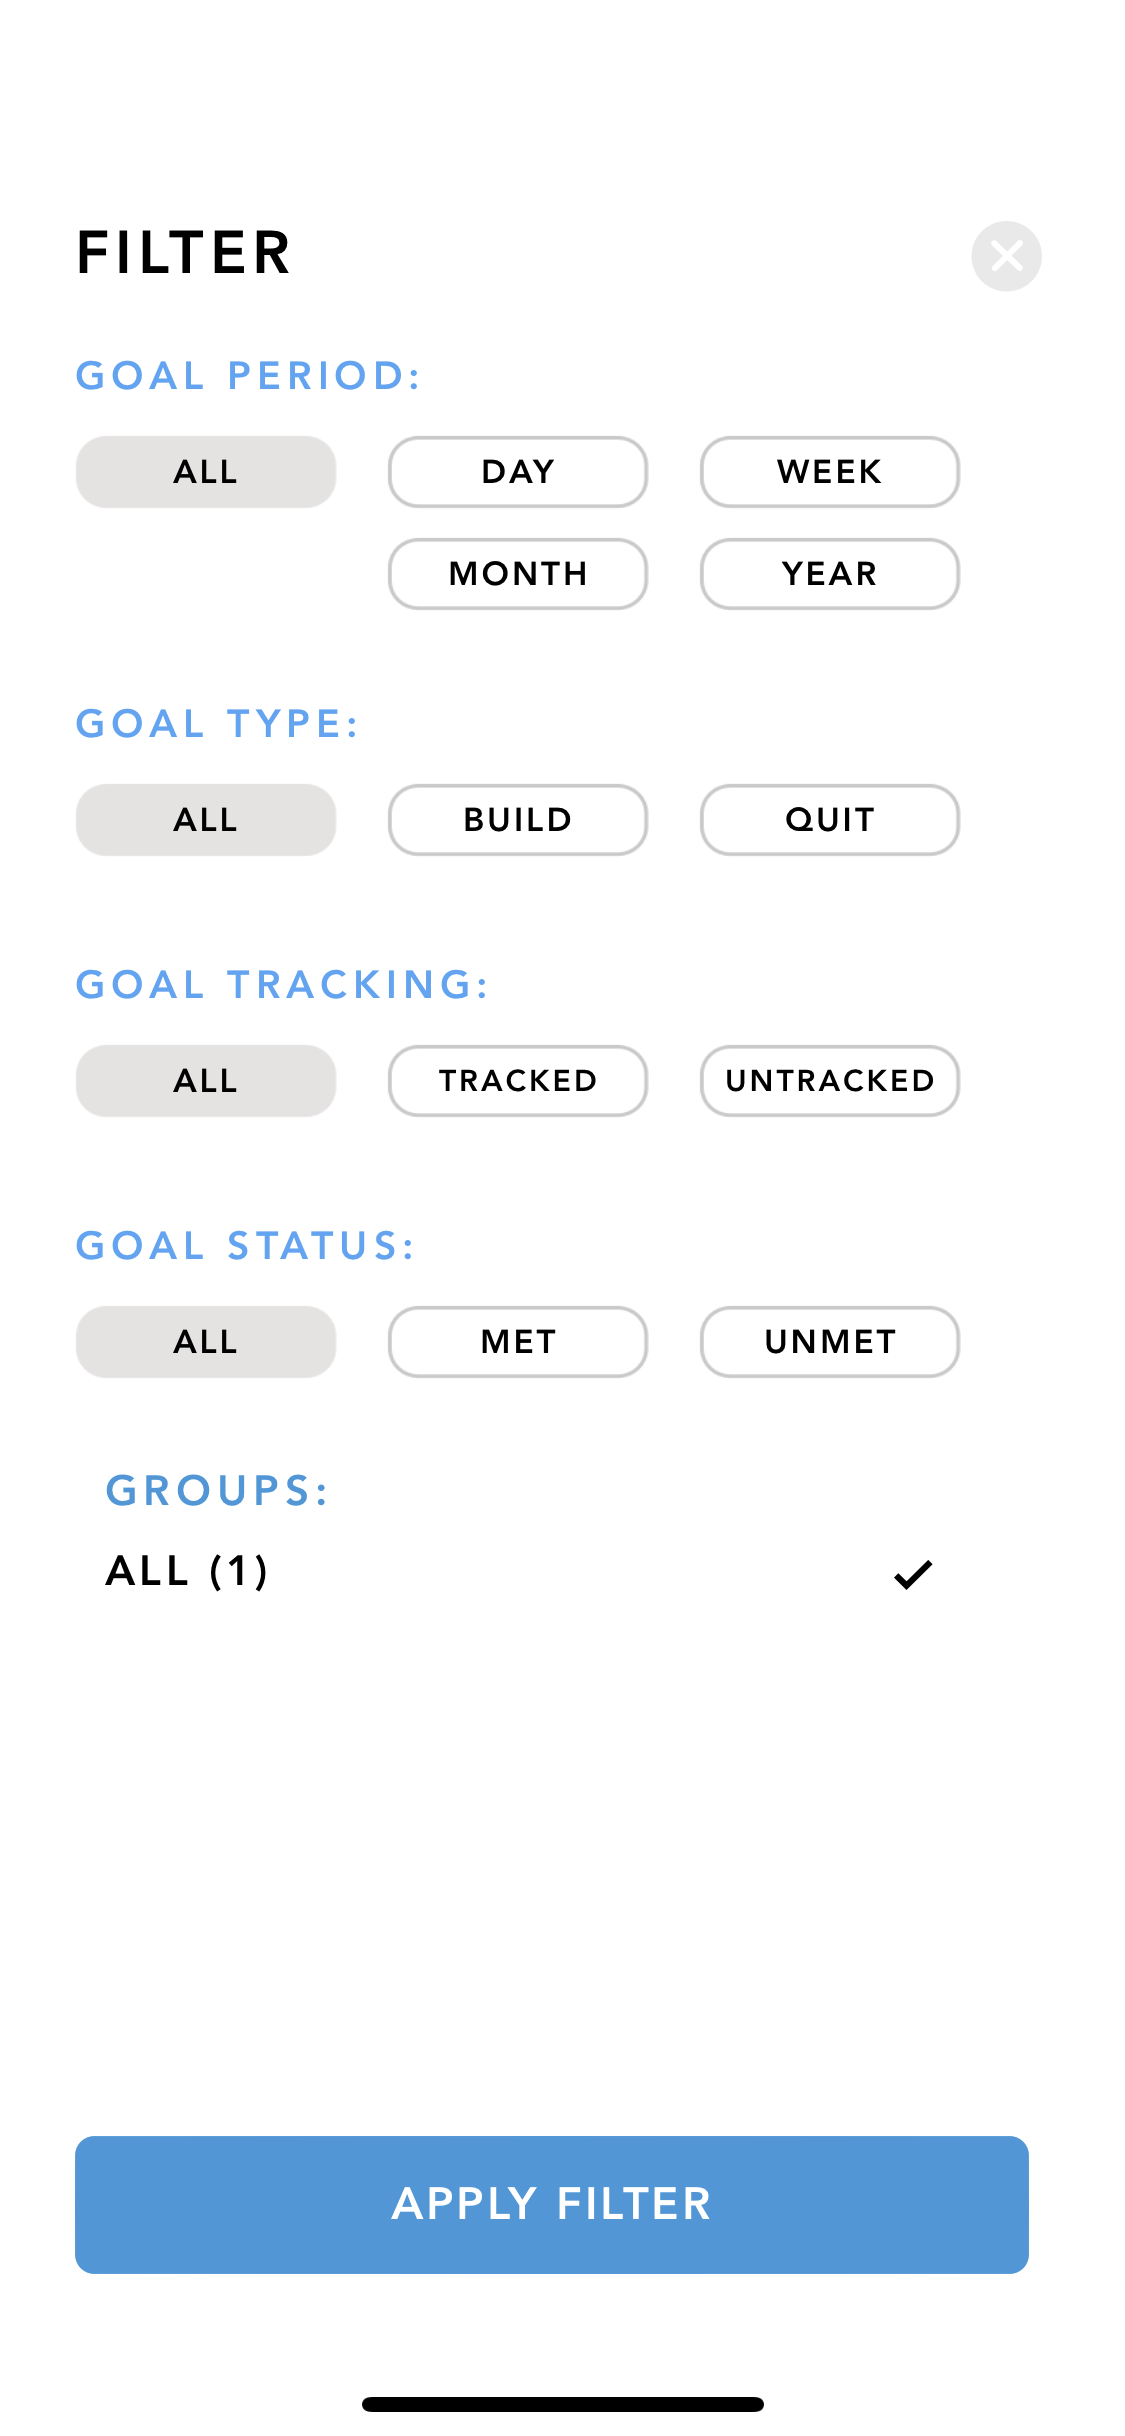 FILTER
GOAL PERIOD:
ALL DAY WEEK
MONTH YEAR
GOAL TYPE:
ALL BUILD QUIT
GOAL TRACKING:
ALL TRACKED UNTRACKED
GOAL STATUS:
ALL MET UNMET
GROUPS:
ALL (1)
APPLY FILTER